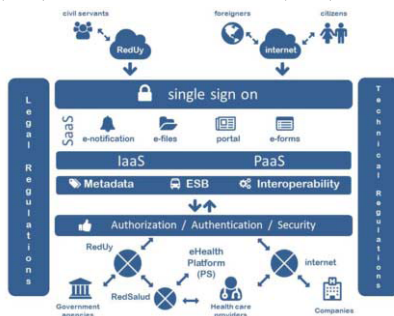 civil servants
foreigners
citizens
RedUy
internet
Legal Regulations
Technical Regulations
single sign on
SaaS
e-notification
e-files
portal
e-forms
IaaS
PaaS
Metadata
ESB
Interoperability
Authorization / Authentication / Security
RedUy
eHealth
Platform
(PS)
internet
RedSalud
Government
agencies
Health care
providers
Companies